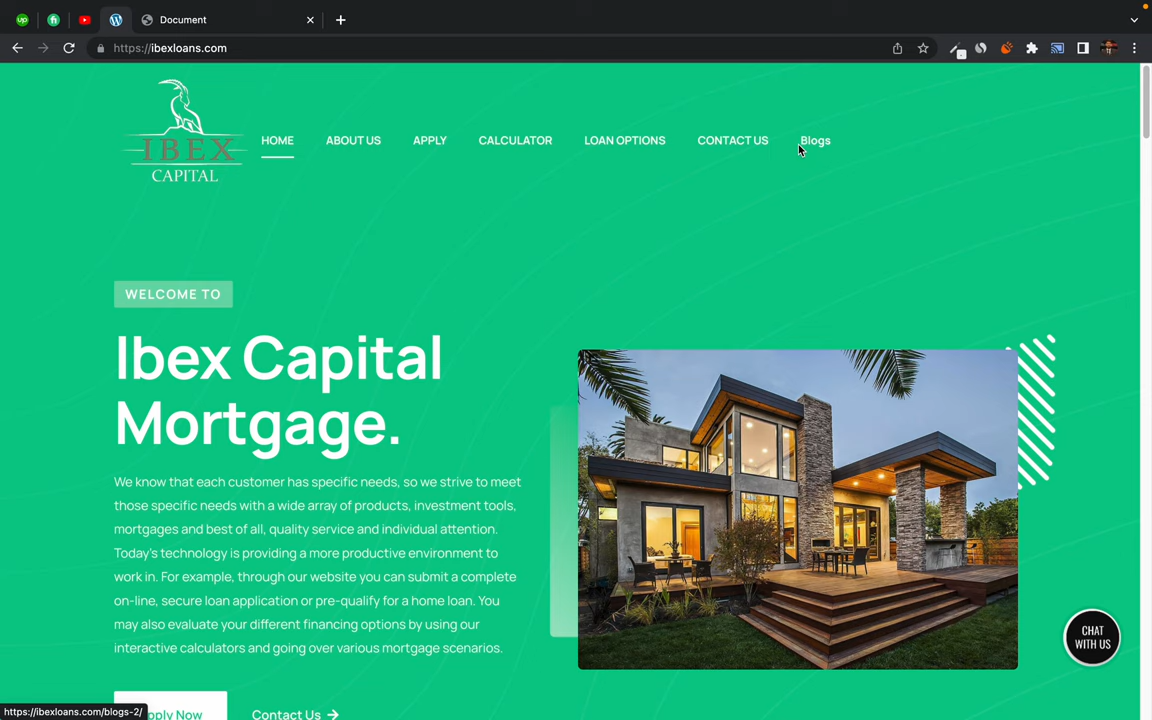 Document
https://ibexloans.com
IBEX
CAPITAL
HOME
ABOUT US
APPLY
CALCULATOR
LOAN OPTIONS
CONTACT US
Blogs
WELCOME TO
Ibex Capital
Mortgage.
We know that each customer has specific needs, so we strive to meet
those specific needs with a wide array of products, investment tools,
mortgages and best of all, quality service and individual attention.
Today's technology is providing a more productive environment to
work in. For example, through our website you can submit a complete
on-line, secure loan application or pre-qualify for a home loan. You
may also evaluate your different financing options by using our
interactive calculators and going over various mortgage scenarios.
CHAT
WITH US
https://ibexloans.com/blogs-2/
pply Now
Contact Us